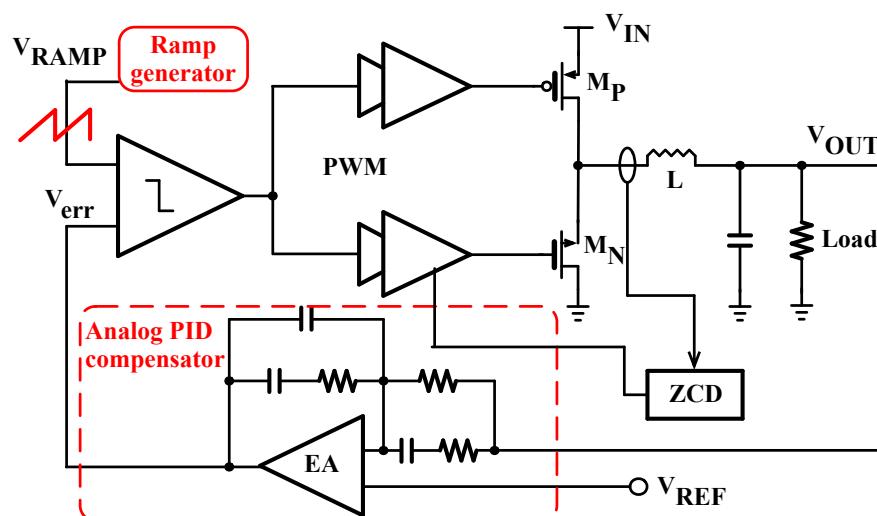 VRAMP
Ramp
generator
VIN
MP
PWM
VOUT
L
Verr
MN
Load
Analog PID
compensator
ZCD
EA
VREF